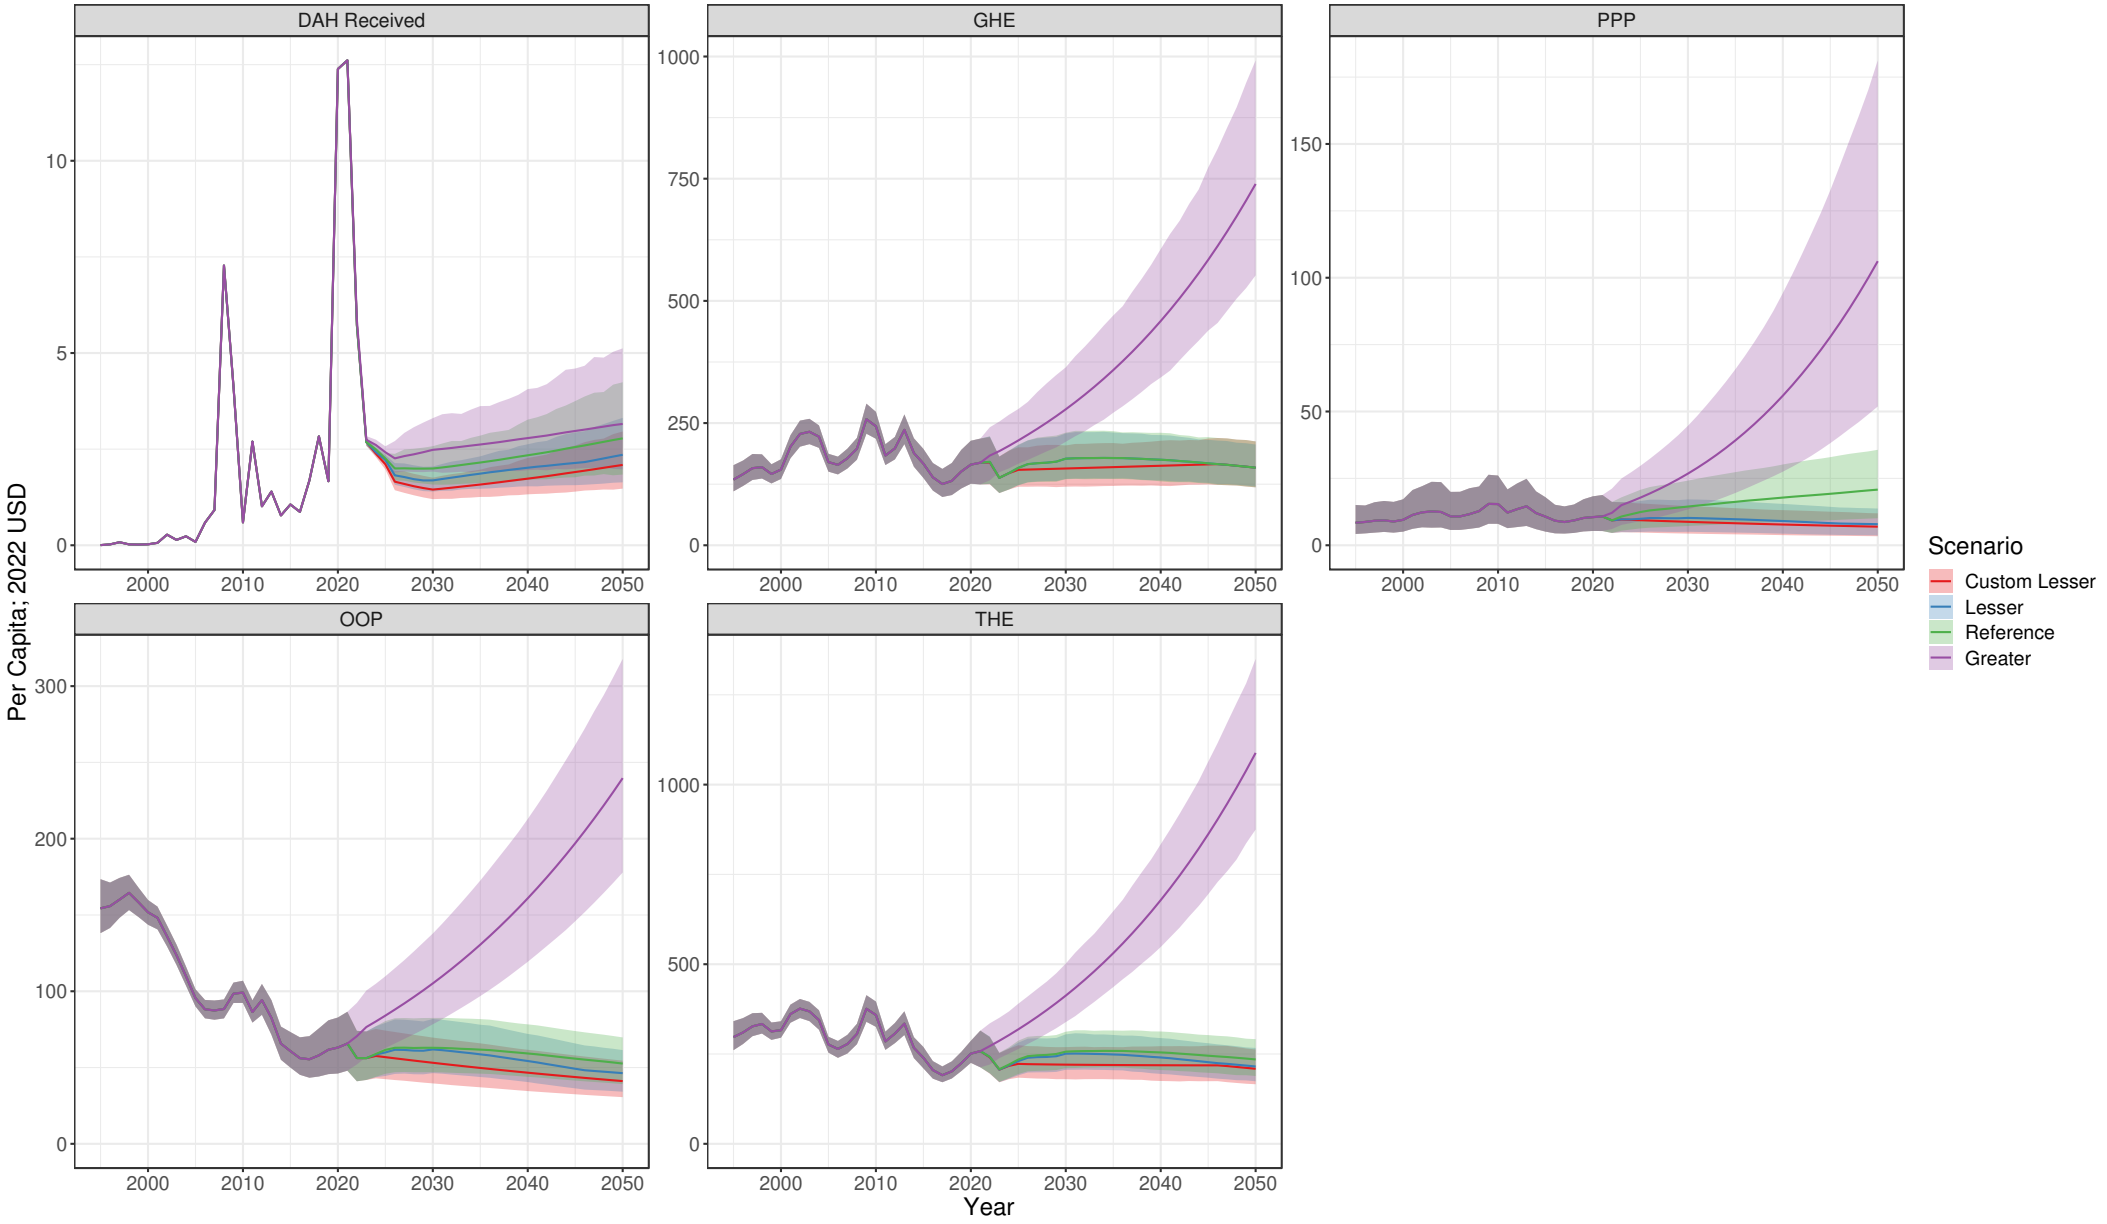 DAH Received
GHE
PPP
10
5
0
1000
750
500
250
0
150
100
50
0
2000 2010 2020 2030 2040 2050
2000 2010 2020 2030 2040 2050
2000 2010 2020 2030 2040 2050
Per Capita; 2022 USD
OOP
THE
300
200
100
0
1000
500
0
2000 2010 2020 2030 2040 2050
2000 2010 2020 2030 2040 2050
Year
Scenario
Custom Lesser
Lesser
Reference
Greater